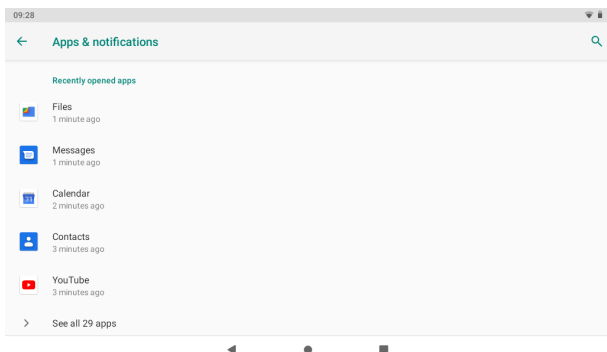 09:28
Apps & notifications
Recently opened apps
Files
1 minute ago
Messages
1 minute ago
Calendar
2 minutes ago
Contacts
3 minutes ago
YouTube
3 minutes ago
See all 29 apps